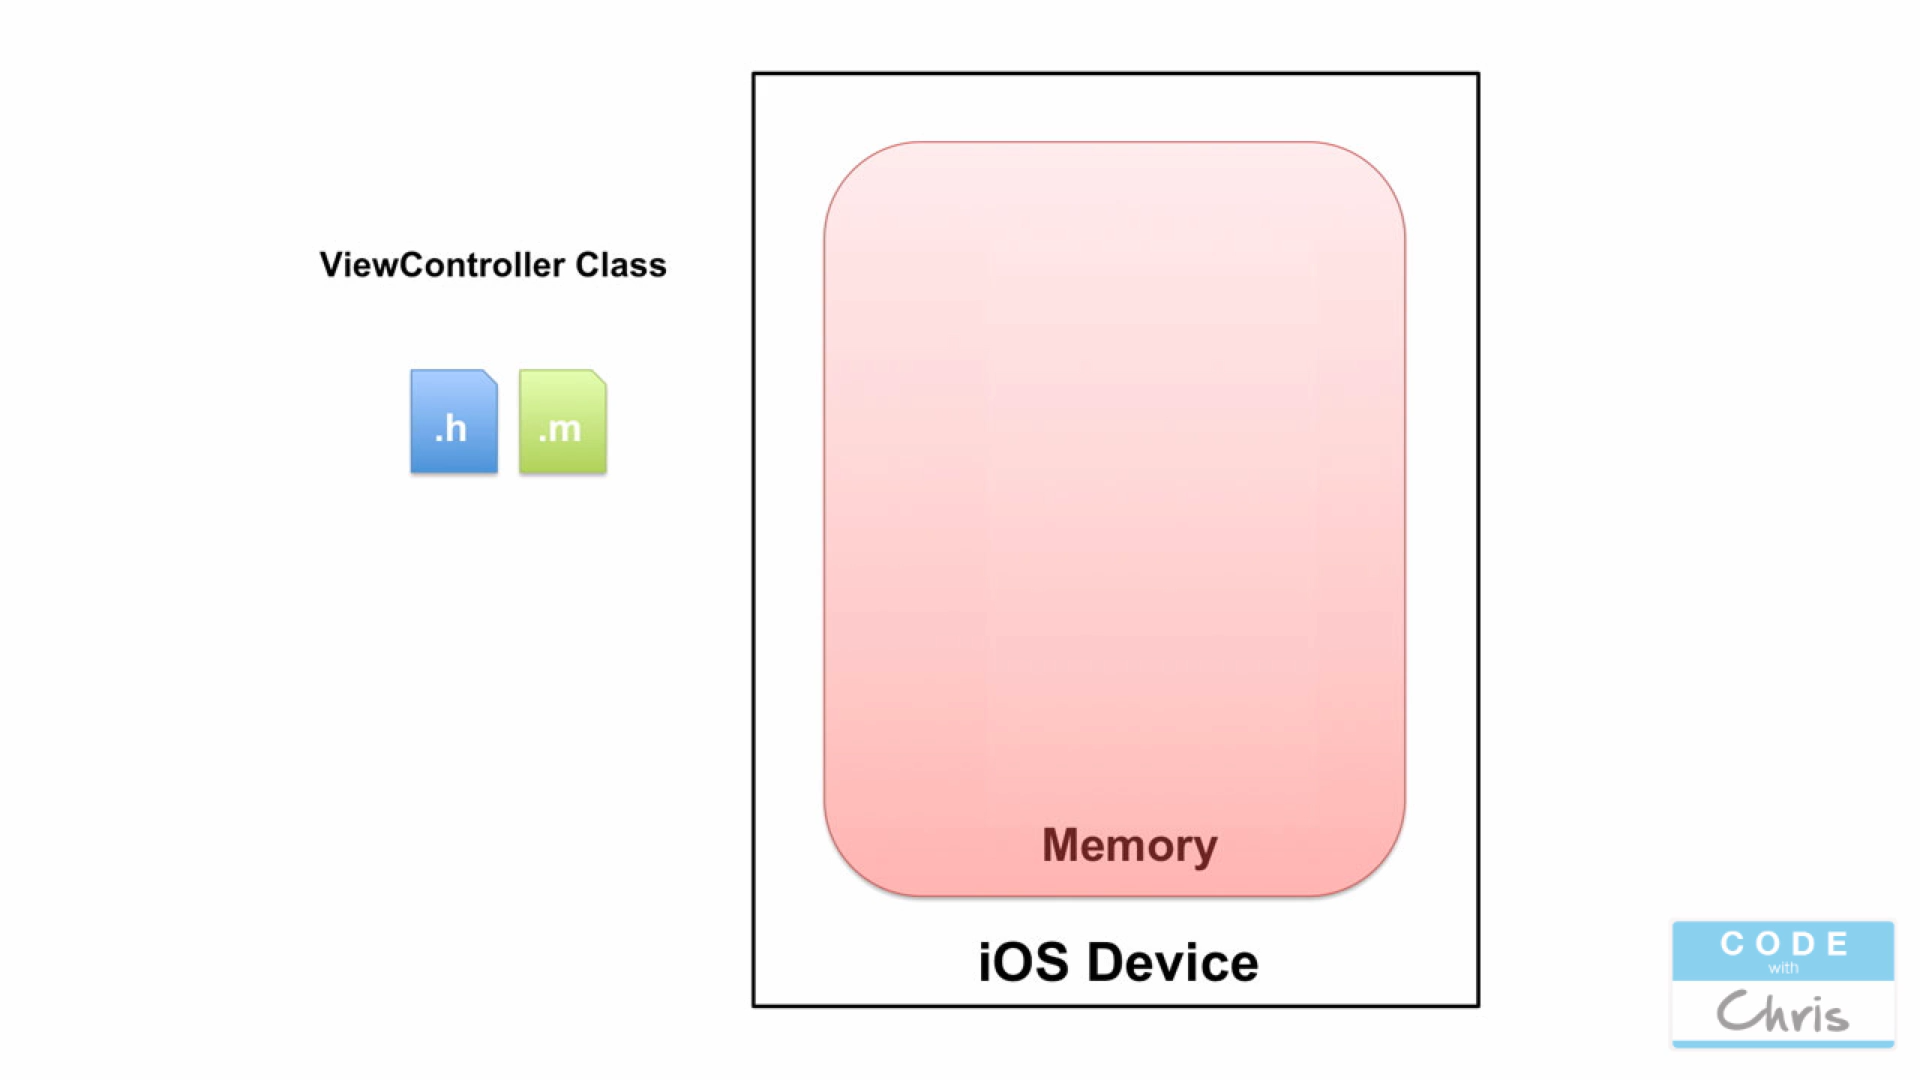 ViewController Class
.h
.m
Memory
iOS Device
CODE
with
Chris